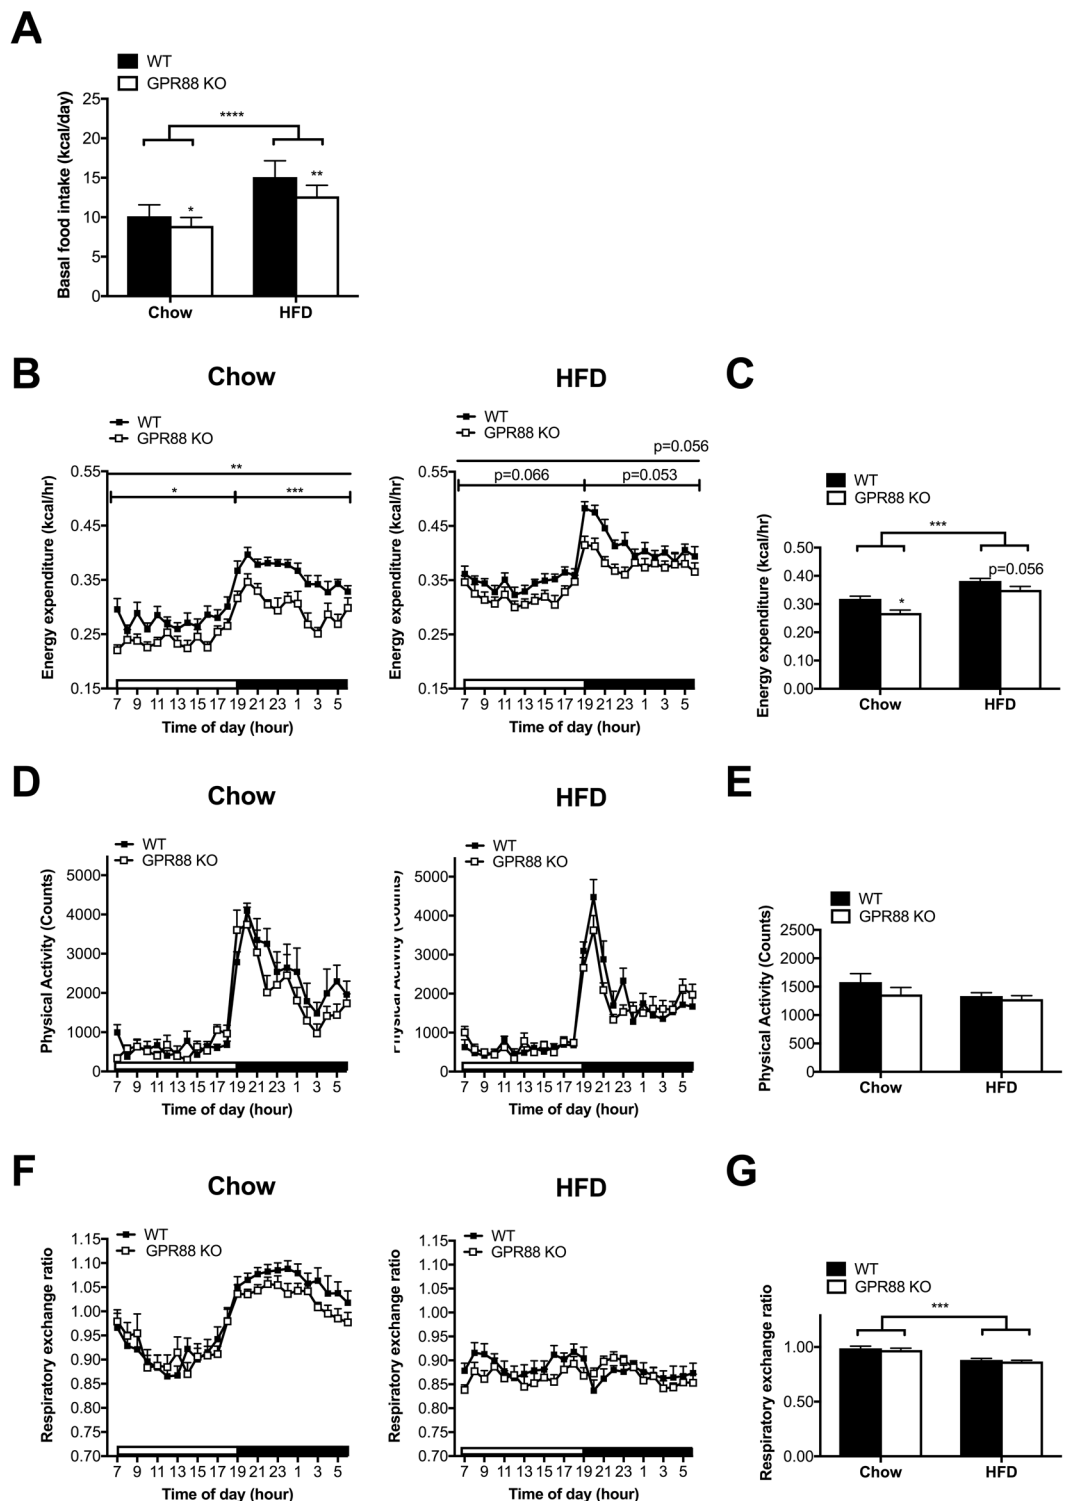 A
WT
GPR88 KO
Basal food intake (kcal/day)
25
20
15
10
5
0
****
*
**
Chow
HFD
B
Chow
WT
GPR88 KO
Energy expenditure (kcal/hr)
0.55
0.45
0.35
0.25
0.15
**
*
***
7 9 11 13 15 17 19 21 23 1 3 5
Time of day (hour)
HFD
WT
GPR88 KO
p=0.056
p=0.066
p=0.053
Energy expenditure (kcal/hr)
0.55
0.45
0.35
0.25
0.15
7 9 11 13 15 17 19 21 23 1 3 5
Time of day (hour)
C
WT
GPR88 KO
Energy expenditure (kcal/hr)
0.50
0.40
0.30
0.20
0.10
0.00
***
*
p=0.056
Chow
HFD
D
Chow
WT
GPR88 KO
Physical Activity (Counts)
5000
4000
3000
2000
1000
0
7 9 11 13 15 17 19 21 23 1 3 5
Time of day (hour)
HFD
WT
GPR88 KO
Physical Activity (Counts)
5000
4000
3000
2000
1000
0
7 9 11 13 15 17 19 21 23 1 3 5
Time of day (hour)
E
WT
GPR88 KO
Physical Activity (Counts)
2500
2000
1500
1000
500
0
Chow
HFD
F
Chow
WT
GPR88 KO
Respiratory exchange ratio
1.15
1.10
1.05
1.00
0.95
0.90
0.85
0.80
0.75
0.70
7 9 11 13 15 17 19 21 23 1 3 5
Time of day (hour)
HFD
WT
GPR88 KO
Respiratory exchange ratio
1.15
1.10
1.05
1.00
0.95
0.90
0.85
0.80
0.75
0.70
7 9 11 13 15 17 19 21 23 1 3 5
Time of day (hour)
G
WT
GPR88 KO
Respiratory exchange ratio
1.00
0.50
0.00
***
Chow
HFD